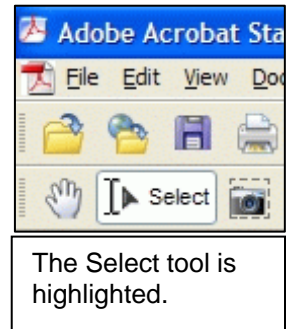 Adobe Acrobat Sta
File Edit View Doc
Select
The Select tool is
highlighted.